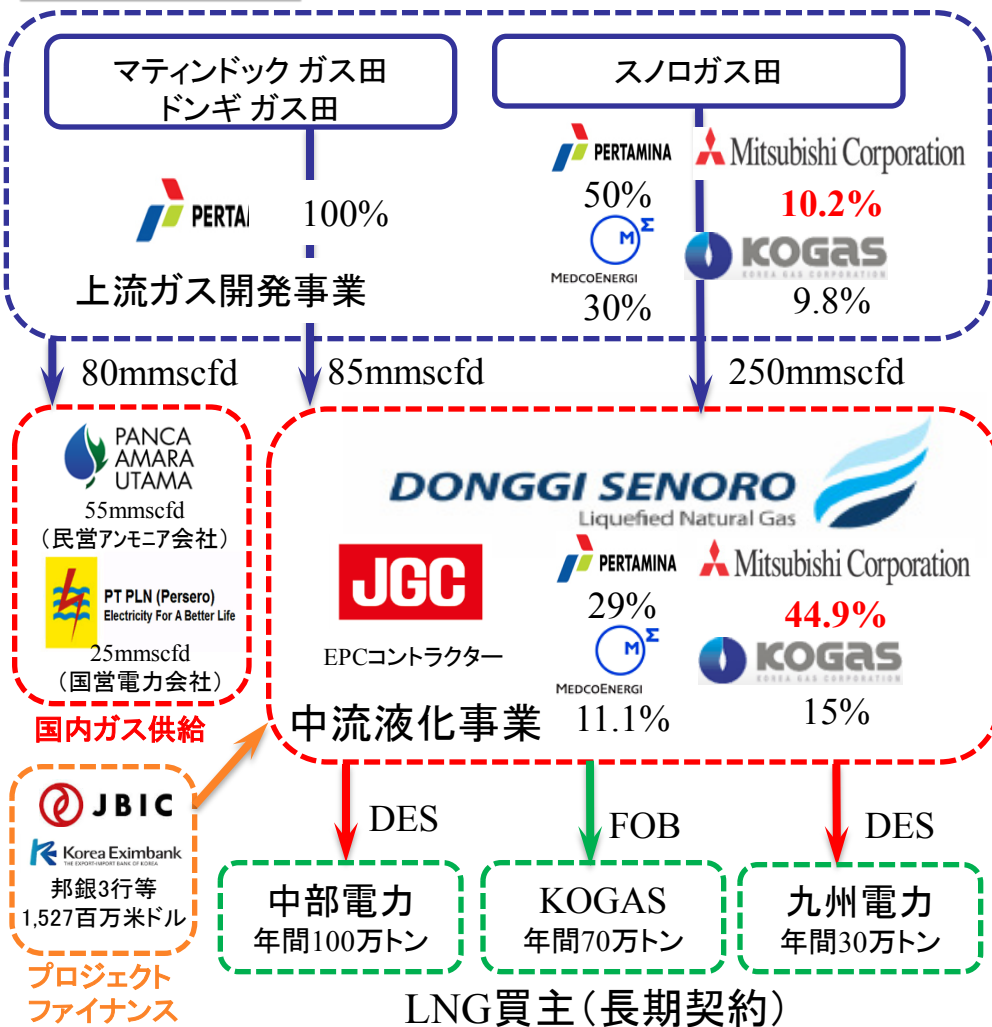 マティンドック ガス田
ドンギ ガス田
スノロガス田
PERTA
100%
上流ガス開発事業
PERTAMINA
50%
Mitsubishi Corporation
10.2%
MEDCOENERGI
30%
KOGAS
KOREA GAS CORPORATION
9.8%
80mmscfd
85mmscfd
250mmscfd
PANCA
AMARA
UTAMA
55mmscfd
(民営アンモニア会社)
PT PLN (Persero)
Electricity For A Better Life
25mmscfd
(国営電力会社)
国内ガス供給
DONGGI SENORO
Liquefied Natural Gas
JGC
EPCコントラクター
PERTAMINA
29%
Mitsubishi Corporation
44.9%
MEDCOENERGI
11.1%
KOGAS
KOREA GAS CORPORATION
15%
中流液化事業
JBIC
Korea Eximbank
THE EXPORT-IMPORT BANK OF KOREA
邦銀3行等
1,527百万米ドル
プロジェクト
ファイナンス
DES
FOB
DES
中部電力
年間100万トン
KOGAS
年間70万トン
九州電力
年間30万トン
LNG買主(長期契約)